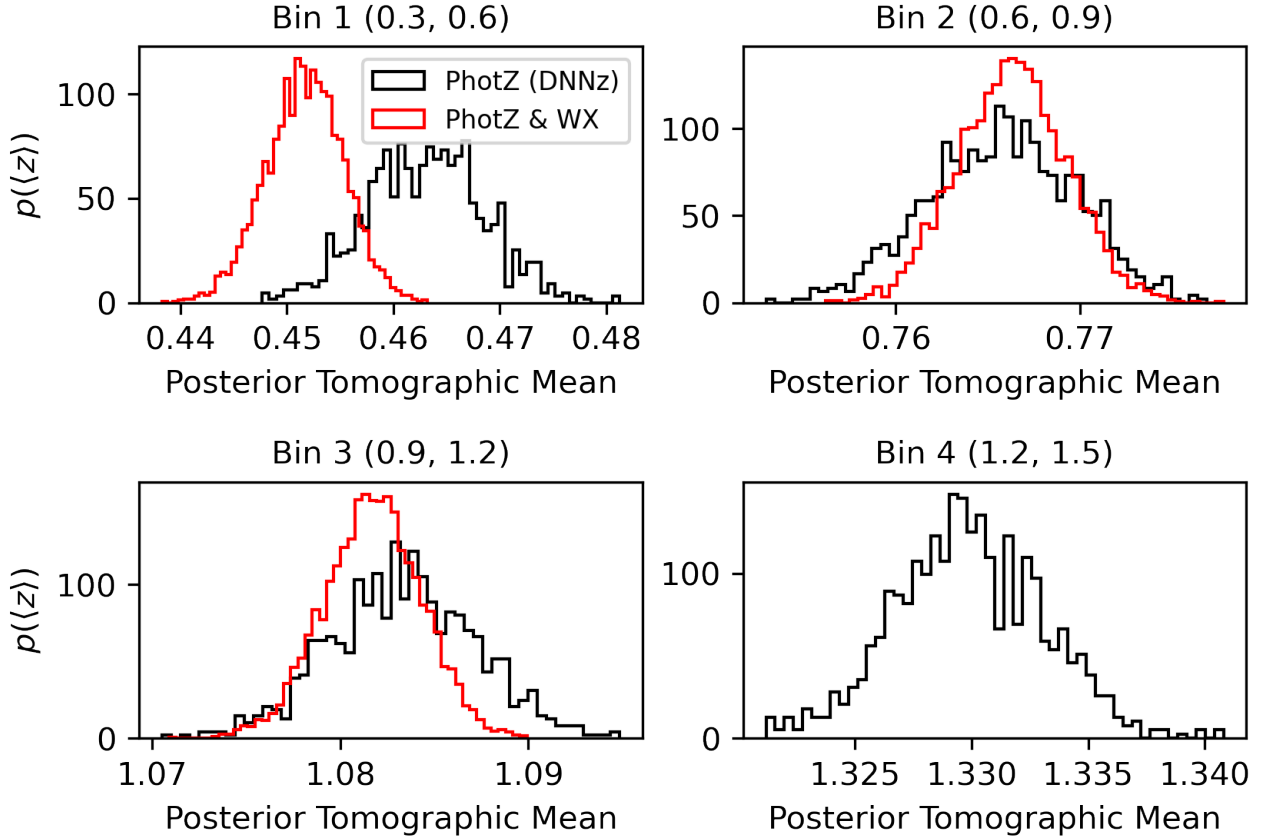 Bin 1 (0.3, 0.6)
p(⟨z⟩)
100
50
0
PhotZ (DNNz)
PhotZ & WX
0.44 0.45 0.46 0.47 0.48
Posterior Tomographic Mean
Bin 2 (0.6, 0.9)
100
50
0
0.76 0.77
Posterior Tomographic Mean
Bin 3 (0.9, 1.2)
p(⟨z⟩)
100
0
1.07 1.08 1.09
Posterior Tomographic Mean
Bin 4 (1.2, 1.5)
100
0
1.325 1.330 1.335 1.340
Posterior Tomographic Mean